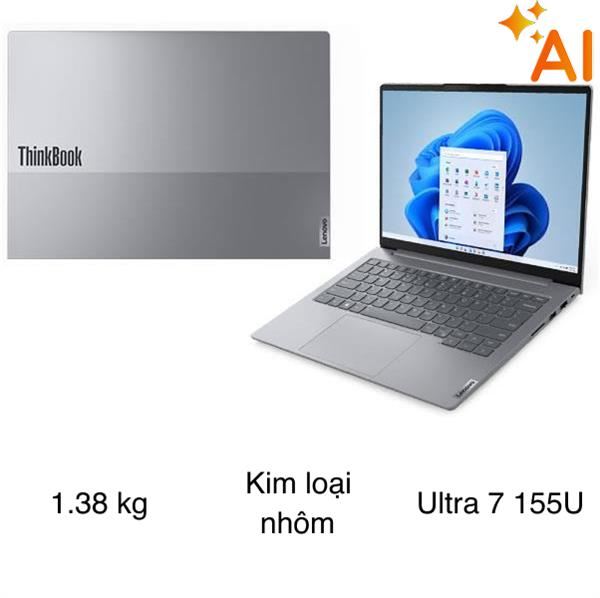 AI
ThinkBook
Lenovo
Lenovo
1.38 kg
Kim loại
nhôm
Ultra 7 155U